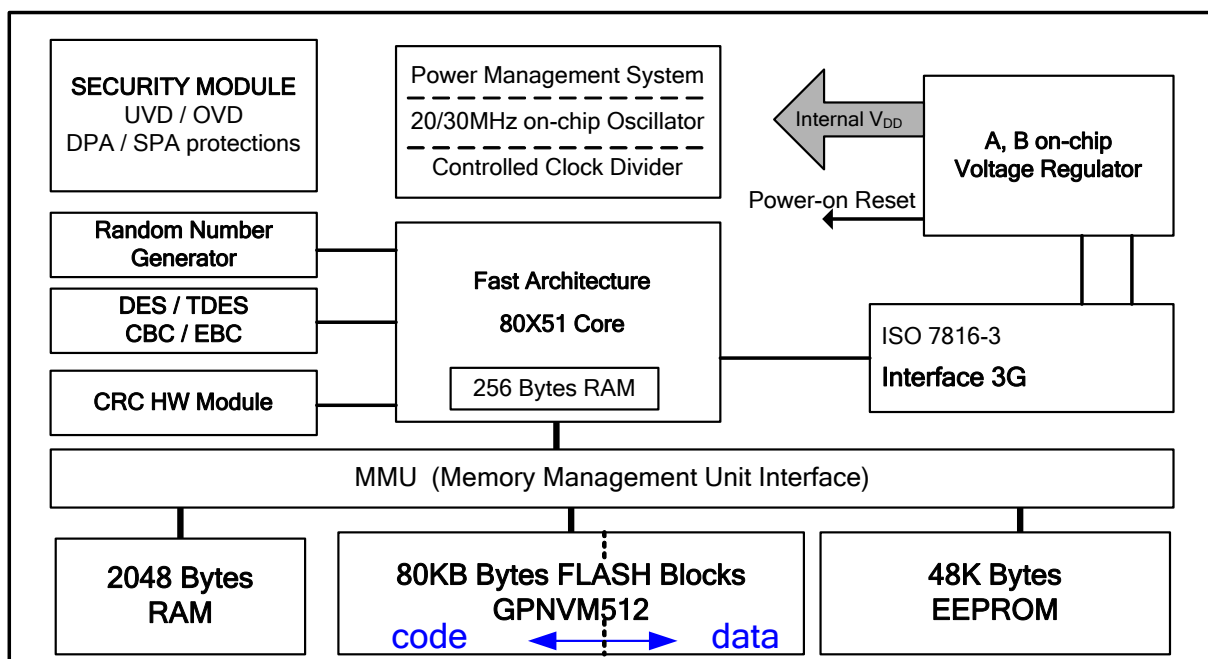 SECURITY MODULE
UVD / OVD
DPA / SPA protections
Power Management System
20/30MHz on-chip Oscillator
Controlled Clock Divider
Internal VDD
A, B on-chip
Voltage Regulator
Power-on Reset
Random Number
Generator
DES / TDES
CBC / EBC
CRC HW Module
Fast Architecture
80X51 Core
256 Bytes RAM
ISO 7816-3
Interface 3G
MMU (Memory Management Unit Interface)
2048 Bytes
RAM
80KB Bytes FLASH Blocks
GPNVM512
code data
48K Bytes
EEPROM